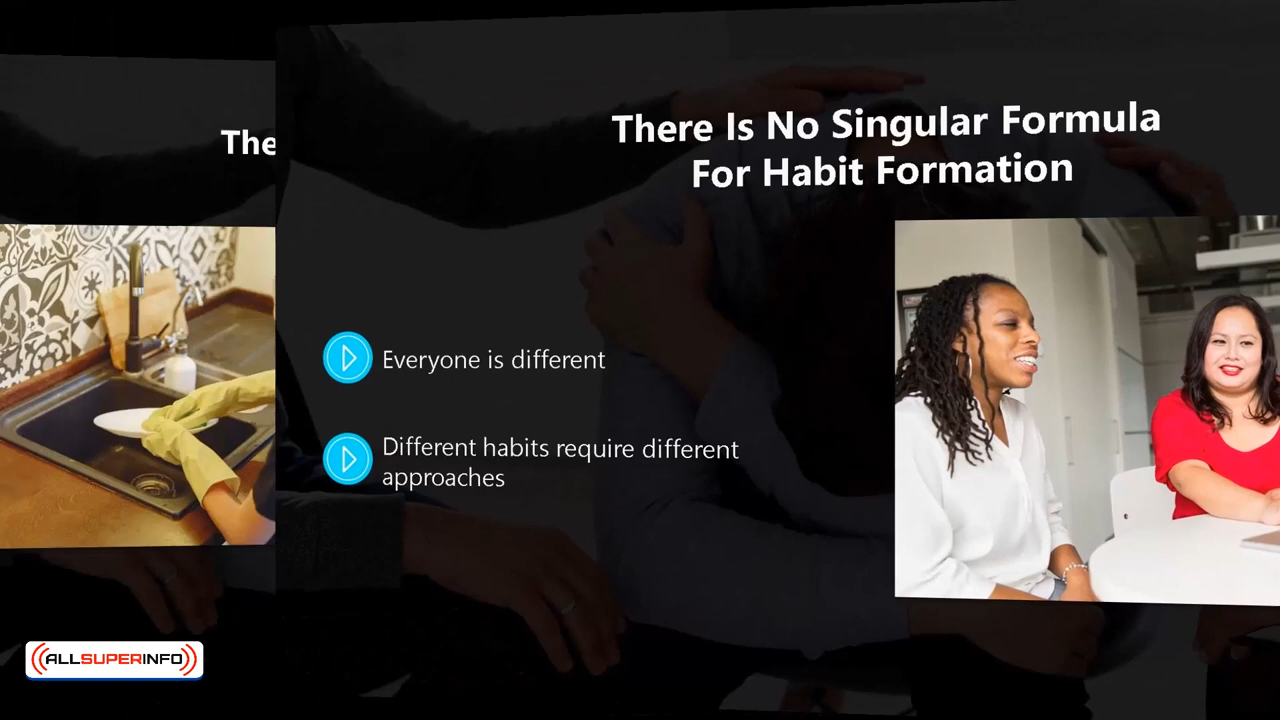 The
There Is No Singular Formula
For Habit Formation
Everyone is different
Different habits require different
approaches
ALLSUPERINFO